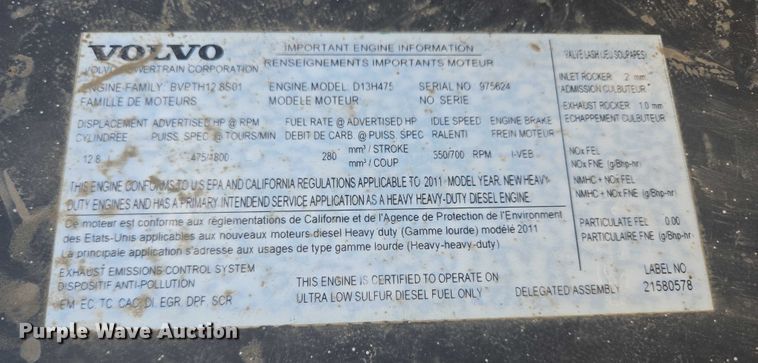 VOLVO
VOLVO POWERTRAIN CORPORATION
IMPORTANT ENGINE INFORMATION
RENSEIGNEMENTS IMPORTANTS MOTEUR
ENGINE-FAMILY: BVPTH12.8S01 ENGINE MODEL: D13H475 SERIAL NO 975624
FAMILLE DE MOTEURS MODELE MOTEUR NO SERIE
DISPLACEMENT ADVERTISED HP @ RPM FUEL RATE @ ADVERTISED HP IDLE SPEED ENGINE BRAKE
CYLINDREE PUISS. SPEC @ TOURS/MIN DEBIT DE CARB. @ PUISS. SPEC RALENTI FREIN MOTEUR
12.8 l 475/1800 280 mm³ / STROKE 550/700 RPM I-VEB
mm³ / COUP
THIS ENGINE CONFORMS TO U.S EPA AND CALIFORNIA REGULATIONS APPLICABLE TO 2011 MODEL YEAR. NEW HEAVY-
DUTY ENGINES AND HAS A PRIMARY INTENDEND SERVICE APPLICATION AS A HEAVY HEAVY-DUTY DIESEL ENGINE
Ce moteur est conforme aux règlementations de Californie et de l'Agence de Protection de l'Environment
des Etats-Unis applicables aux nouveaux moteurs diesel Heavy duty (Gamme lourde) modèle 2011
La principale application s'adresse aux usages de type gamme lourde (Heavy-heavy-duty)
EXHAUST EMISSIONS CONTROL SYSTEM
DISPOSITIF ANTI-POLLUTION
EM EC, TC, CAC, DI, EGR, DPF, SCR
THIS ENGINE IS CERTIFIED TO OPERATE ON
ULTRA LOW SULFUR DIESEL FUEL ONLY
DELEGATED ASSEMBLY
LABEL NO
21580578
VALVE LASH (JEU SOUPAPES)
INLET ROCKER .2 mm
ADMISSION CULBUTEUR
EXHAUST ROCKER 1.0 mm
ECHAPPEMENT CULBUTEUR
NOx FEL
NOx FNE (g/Bhp-hr)
NMHC + NOx FEL
NMHC + NOx FNE (g/Bhp-hr)
PARTICULATE FEL 0.00
PARTICULAIRE FNE (g/Bhp-hr)
Purple Wave Auction